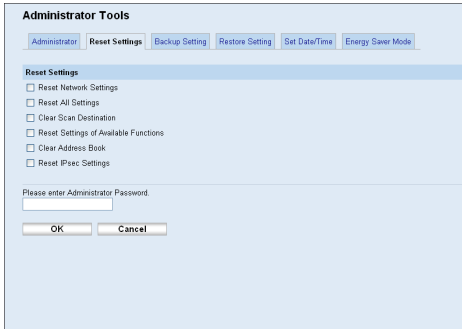 Administrator Tools
Administrator Reset Settings Backup Setting Restore Setting Set Date/Time Energy Saver Mode
Reset Settings
Reset Network Settings
Reset All Settings
Clear Scan Destination
Reset Settings of Available Functions
Clear Address Book
Reset IPsec Settings
Please enter Administrator Password.
OK Cancel